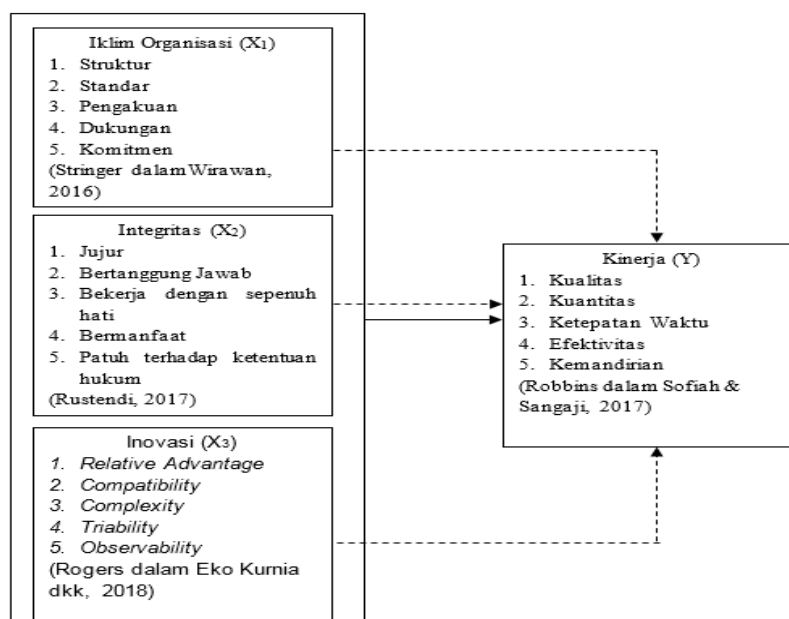 Iklim Organisasi (X₁)
1. Struktur
2. Standar
3. Pengakuan
4. Dukungan
5. Komitmen
(Stringer dalam Wirawan,
2016)
Integritas (X₂)
1. Jujur
2. Bertanggung Jawab
3. Bekerja dengan sepenuh
hati
4. Bermanfaat
5. Patuh terhadap ketentuan
hukum
(Rustendi, 2017)
Inovasi (X₃)
1. Relative Advantage
2. Compatibility
3. Complexity
4. Triability
5. Observability
(Rogers dalam Eko Kurnia
dkk, 2018)
Kinerja (Y)
1. Kualitas
2. Kuantitas
3. Ketepatan Waktu
4. Efektivitas
5. Kemandirian
(Robbins dalam Sofiah &
Sangaji, 2017)